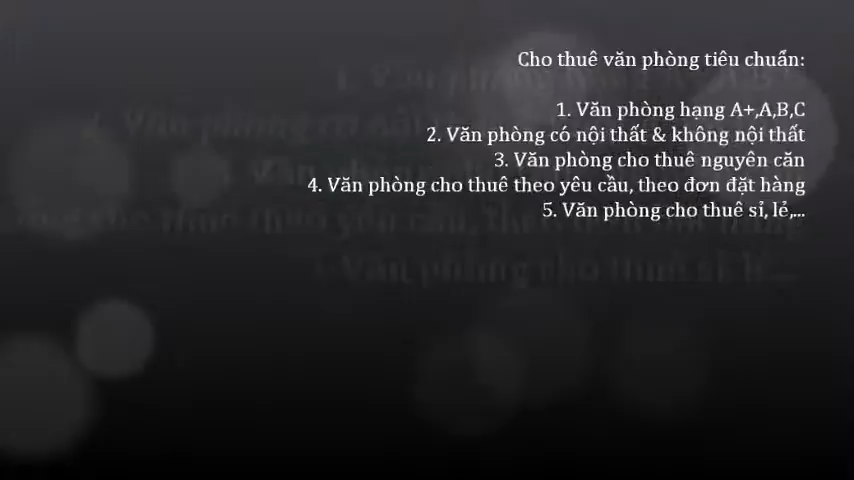 Cho thuê văn phòng tiêu chuẩn:
1. Văn phòng hạng A+,A,B,C
2. Văn phòng có nội thất & không nội thất
3. Văn phòng cho thuê nguyên căn
4. Văn phòng cho thuê theo yêu cầu, theo đơn đặt hàng
5. Văn phòng cho thuê sỉ, lẻ,...